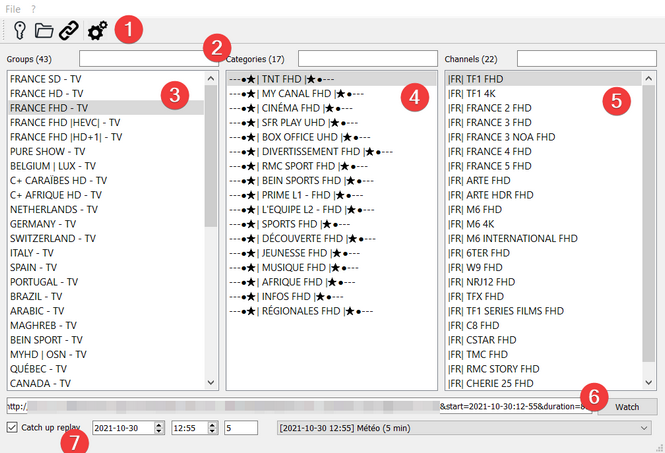 File ?
1
Groups (43)
2
Categories (17)
Channels (22)
FRANCE SD - TV
FRANCE HD - TV
FRANCE FHD - TV
FRANCE FHD |HEVC| - TV
FRANCE FHD |HD+1| - TV
PURE SHOW - TV
BELGIUM | LUX - TV
C+ CARAÏBES HD - TV
C+ AFRIQUE HD - TV
NETHERLANDS - TV
GERMANY - TV
SWITZERLAND - TV
ITALY - TV
SPAIN - TV
PORTUGAL - TV
BRAZIL - TV
ARABIC - TV
MAGHREB - TV
BEIN SPORT - TV
MYHD | OSN - TV
QUÉBEC - TV
CANADA - TV
3
---●★| TNT FHD |★●---
---●★| MY CANAL FHD |★●---
---●★| CINÉMA FHD |★●---
---●★| SFR PLAY UHD |★●---
---●★| BOX OFFICE UHD |★●---
---●★| DIVERTISSEMENT FHD |★●---
---●★| RMC SPORT FHD |★●---
---●★| BEIN SPORTS FHD |★●---
---●★| PRIME L1 - FHD |★●---
---●★| L'EQUIPE L2 - FHD |★●---
---●★| SPORTS FHD |★●---
---●★| DÉCOUVERTE FHD |★●---
---●★| JEUNESSE FHD |★●---
---●★| MUSIQUE FHD |★●---
---●★| AFRIQUE FHD |★●---
---●★| INFOS FHD |★●---
---●★| RÉGIONALES FHD |★●---
4
|FR| TF1 FHD
|FR| TF1 4K
|FR| FRANCE 2 FHD
|FR| FRANCE 3 FHD
|FR| FRANCE 3 NOA FHD
|FR| FRANCE 4 FHD
|FR| FRANCE 5 FHD
|FR| ARTE FHD
|FR| ARTE HDR FHD
|FR| M6 FHD
|FR| M6 4K
|FR| M6 INTERNATIONAL FHD
|FR| 6TER FHD
|FR| W9 FHD
|FR| NRJ12 FHD
|FR| TFX FHD
|FR| TF1 SERIES FILMS FHD
|FR| C8 FHD
|FR| CSTAR FHD
|FR| TMC FHD
|FR| RMC STORY FHD
|FR| CHERIE 25 FHD
5
http: &start=2021-10-30:12-55&duration=
6
Watch
Catch up replay 2021-10-30 12:55 5 [2021-10-30 12:55] Météo (5 min)
7